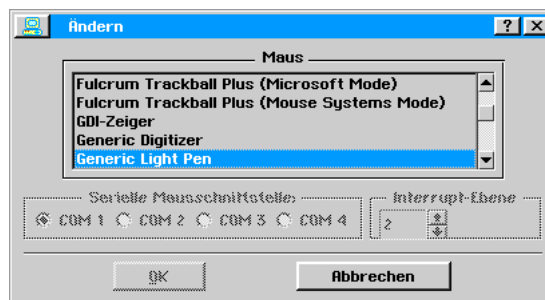 Ändern
?
X
Maus
Fulcrum Trackball Plus (Microsoft Mode)
Fulcrum Trackball Plus (Mouse Systems Mode)
GDI-Zeiger
Generic Digitizer
Generic Light Pen
Serielle Mausschnittstelle: Interrupt-Ebene
COM 1 COM 2 COM 3 COM 4 2
OK Abbrechen